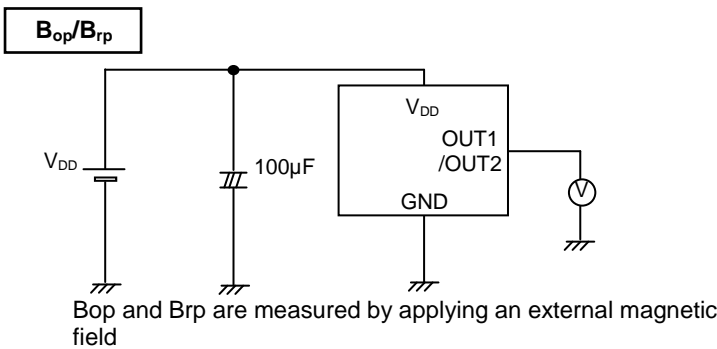 Bop/Brp
VDD
100µF
VDD
OUT1
/OUT2
GND
V
Bop and Brp are measured by applying an external magnetic
field